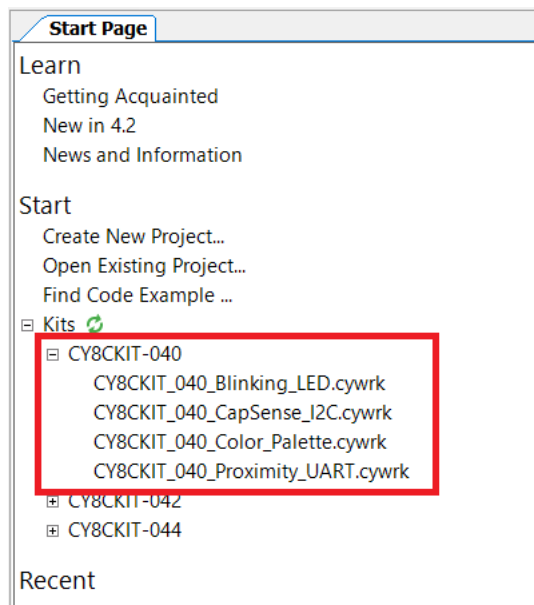 Start Page
Learn
Getting Acquainted
New in 4.2
News and Information
Start
Create New Project...
Open Existing Project...
Find Code Example ...
Kits
CY8CKIT-040
CY8CKIT_040_Blinking_LED.cywrk
CY8CKIT_040_CapSense_I2C.cywrk
CY8CKIT_040_Color_Palette.cywrk
CY8CKIT_040_Proximity_UART.cywrk
CY8CKIT-042
CY8CKIT-044
Recent